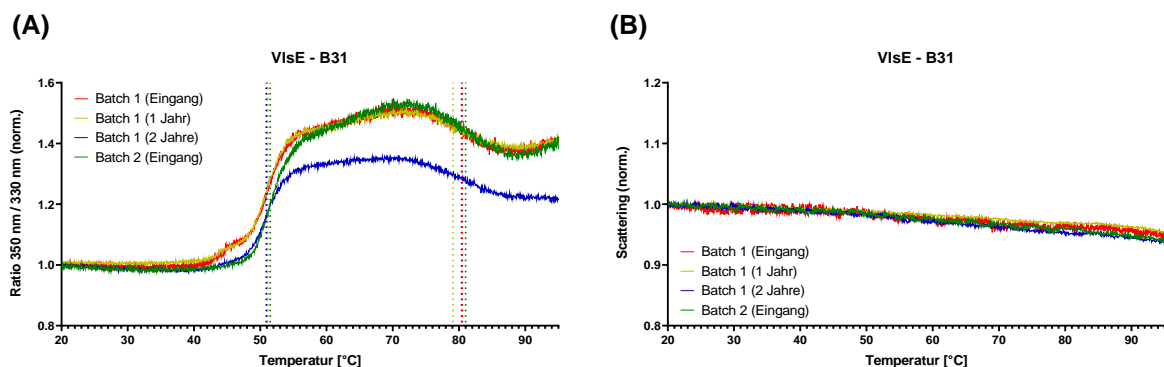 (A)
VlsE - B31
Ratio 350 nm / 330 nm (norm.)
1.6
1.4
1.2
1.0
0.8
Batch 1 (Eingang)
Batch 1 (1 Jahr)
Batch 1 (2 Jahre)
Batch 2 (Eingang)
20 30 40 50 60 70 80 90
Temperatur [°C]
(B)
VlsE - B31
Scattering (norm.)
1.2
1.1
1.0
0.9
0.8
Batch 1 (Eingang)
Batch 1 (1 Jahr)
Batch 1 (2 Jahre)
Batch 2 (Eingang)
20 30 40 50 60 70 80 90
Temperatur [°C]